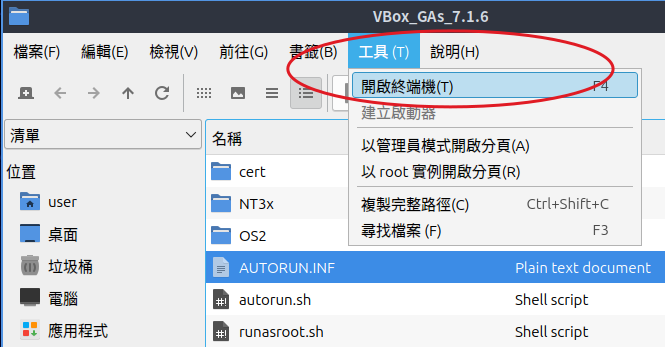 VBox_GAs_7.1.6
檔案(F) 編輯(E) 檢視(V) 前往(G) 書籤(B) 工具 (T) 說明(H)
開啟終端機(T) F4
建立啟動器
以管理員模式開啟分頁(A)
以 root 實例開啟分頁(R)
複製完整路徑(C) Ctrl+Shift+C
尋找檔案 (F) F3
清單
位置
user
桌面
垃圾桶
電腦
應用程式
名稱
cert
NT3x
OS2
AUTORUN.INF Plain text document
autorun.sh Shell script
runasroot.sh Shell script